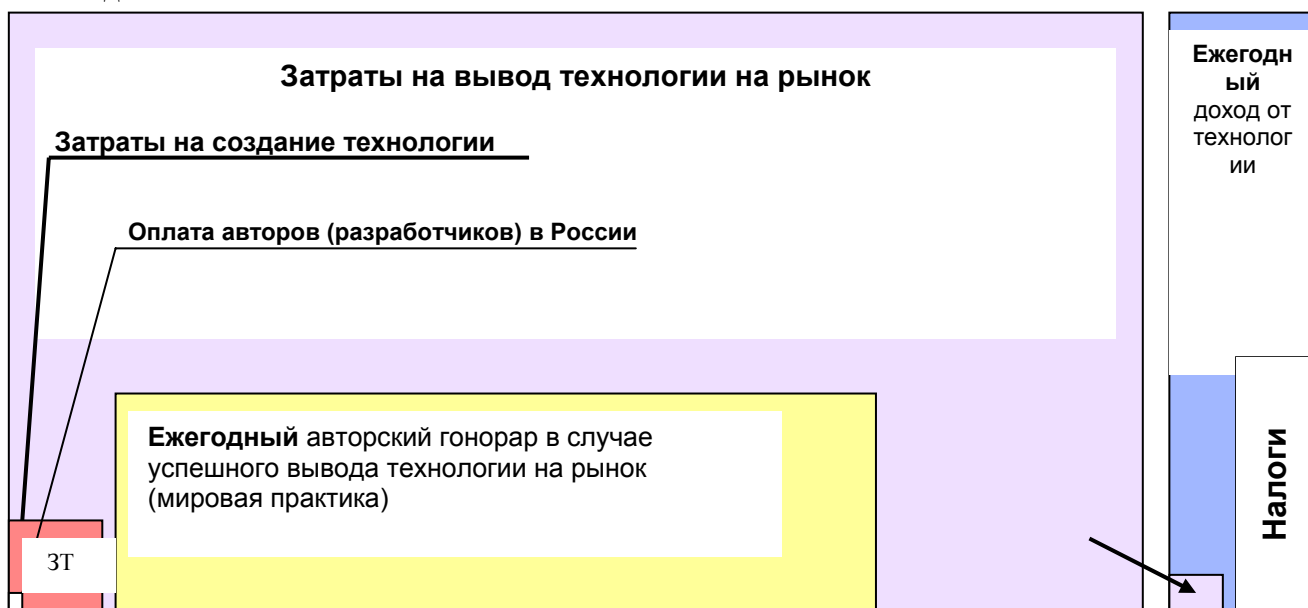 Затраты на вывод технологии на рынок
Затраты на создание технологии
Оплата авторов (разработчиков) в России
Ежегодный авторский гонорар в случае
успешного вывода технологии на рынок
(мировая практика)
ЗТ
Ежегодн
ый
доход от
технолог
ии
Налоги